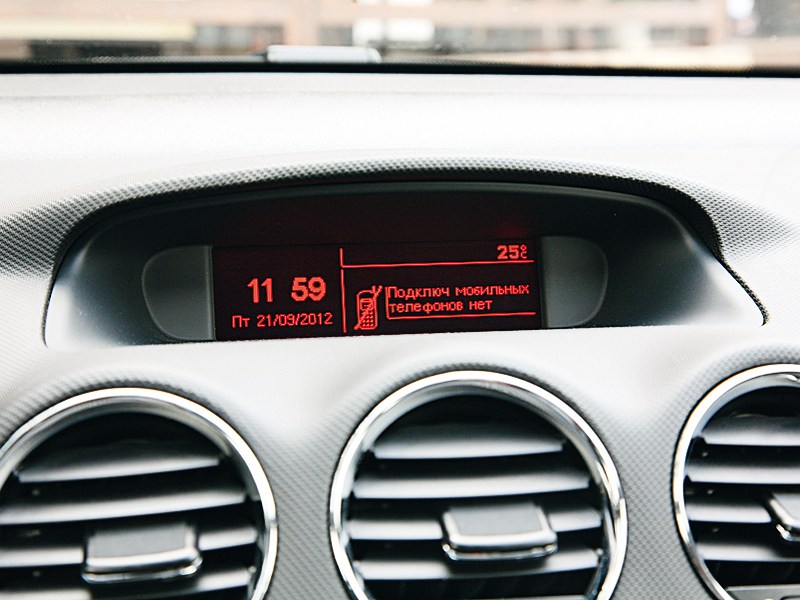 25°C
11 59
Пт 21/09/2012
Подключ мобильных
телефонов нет